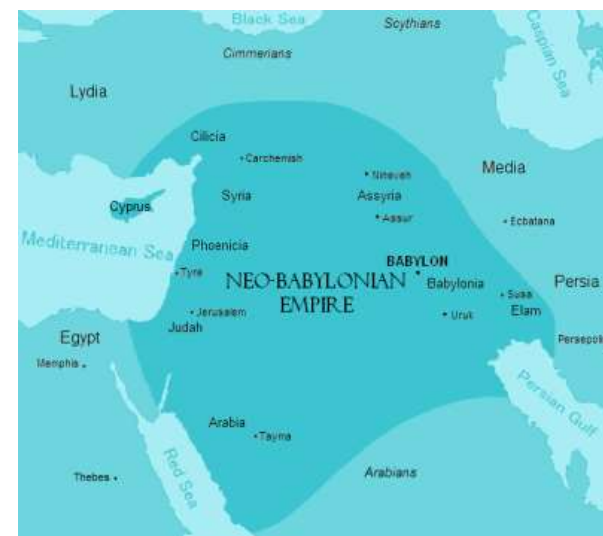 Black Sea
Scythians
Caspian Sea
Cimmerians
Lydia
Cilicia
Carchemish
Nineveh
Media
Syria
Assyria
Cyprus
Assur
Ecbatana
Mediterranean Sea
Phoenicia
BABYLON
Tyre
NEO-BABYLONIAN
EMPIRE
Babylonia
Persia
Susa
Elam
Jerusalem
Uruk
Judah
Egypt
Persepoli
Memphis
Persian Gulf
Arabia
Tayma
Red Sea
Arabians
Thebes